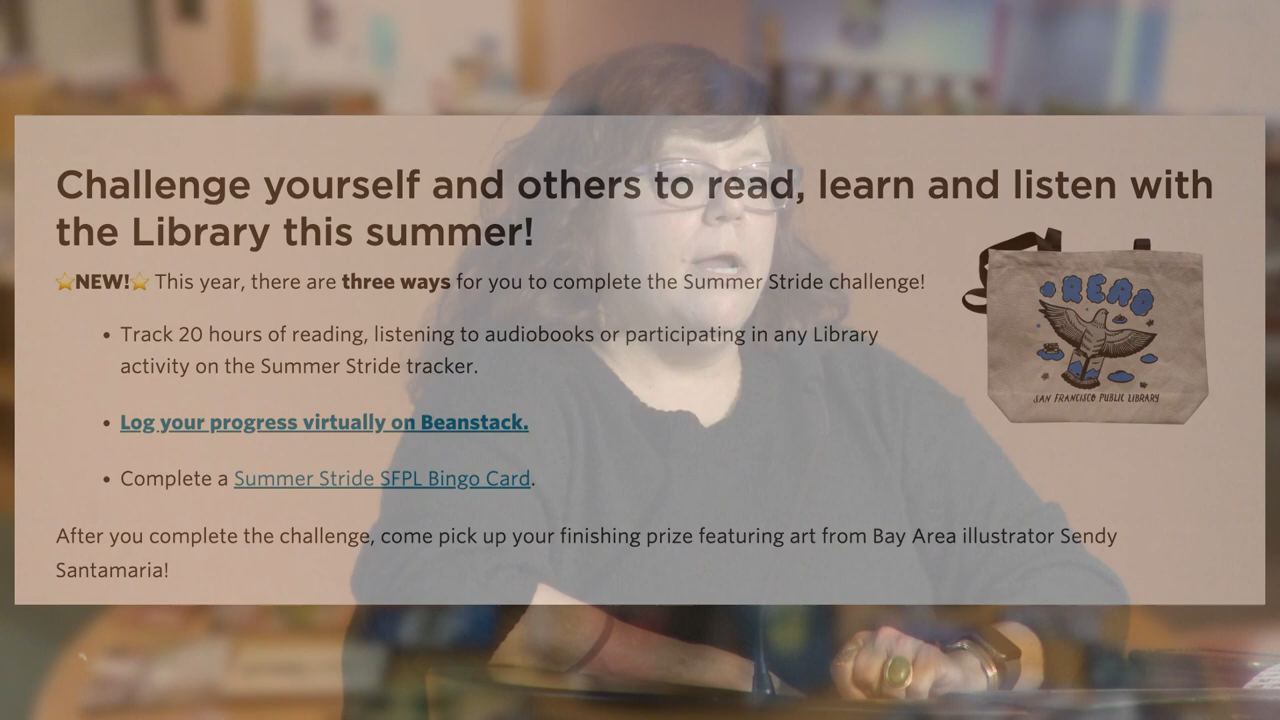 Challenge yourself and others to read, learn and listen with
the Library this summer!
⭐NEW!⭐ This year, there are three ways for you to complete the Summer Stride challenge!
• Track 20 hours of reading, listening to audiobooks or participating in any Library
activity on the Summer Stride tracker.
• Log your progress virtually on Beanstack.
• Complete a Summer Stride SFPL Bingo Card.
After you complete the challenge, come pick up your finishing prize featuring art from Bay Area illustrator Sendy
Santamaria!
READ
SAN FRANCISCO PUBLIC LIBRARY